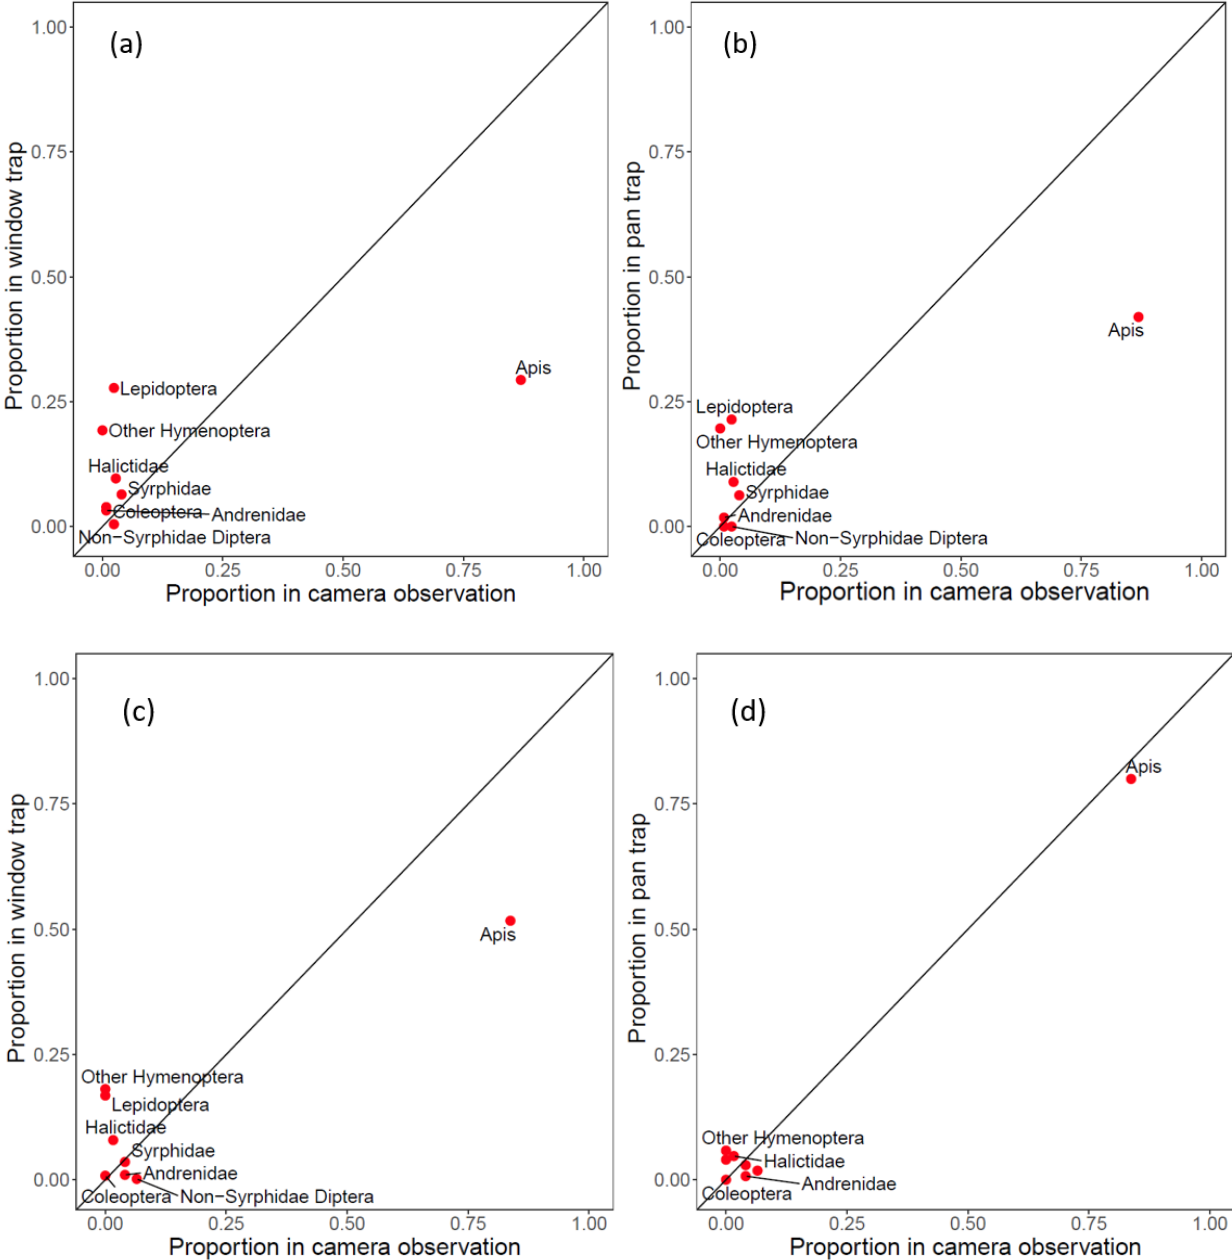 (a)
1.00
0.75
0.50
0.25
0.00
Proportion in window trap
Apis
Lepidoptera
Other Hymenoptera
Halictidae
Syrphidae
Coleoptera
Andrenidae
Non−Syrphidae Diptera
0.00 0.25 0.50 0.75 1.00
Proportion in camera observation
(b)
1.00
0.75
0.50
0.25
0.00
Proportion in pan trap
Apis
Lepidoptera
Other Hymenoptera
Halictidae
Syrphidae
Andrenidae
Coleoptera
Non−Syrphidae Diptera
0.00 0.25 0.50 0.75 1.00
Proportion in camera observation
(c)
1.00
0.75
0.50
0.25
0.00
Proportion in window trap
Apis
Other Hymenoptera
Lepidoptera
Halictidae
Syrphidae
Andrenidae
Coleoptera
Non−Syrphidae Diptera
0.00 0.25 0.50 0.75 1.00
Proportion in camera observation
(d)
1.00
0.75
0.50
0.25
0.00
Proportion in pan trap
Apis
Other Hymenoptera
Halictidae
Andrenidae
Coleoptera
0.00 0.25 0.50 0.75 1.00
Proportion in camera observation